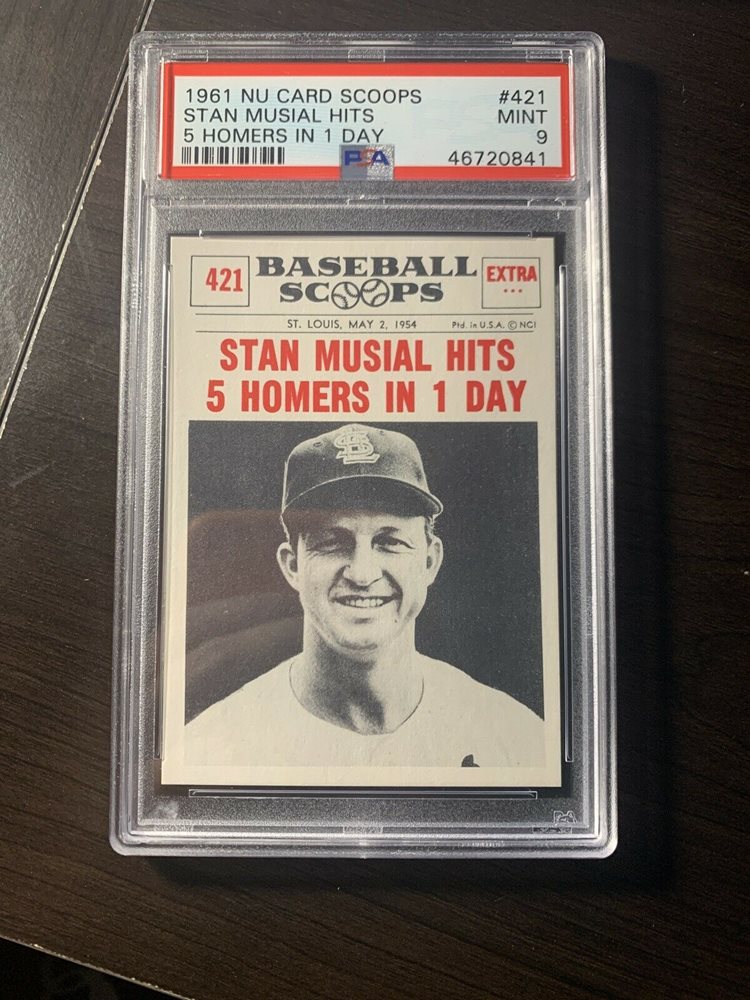 1961 NU CARD SCOOPS #421
STAN MUSIAL HITS MINT
5 HOMERS IN 1 DAY 9
PSA 46720841
421 BASEBALL EXTRA
SCOOPS ...
ST. LOUIS, MAY 2, 1954 Ptd. in U.S.A. © NCI
STAN MUSIAL HITS
5 HOMERS IN 1 DAY
STL